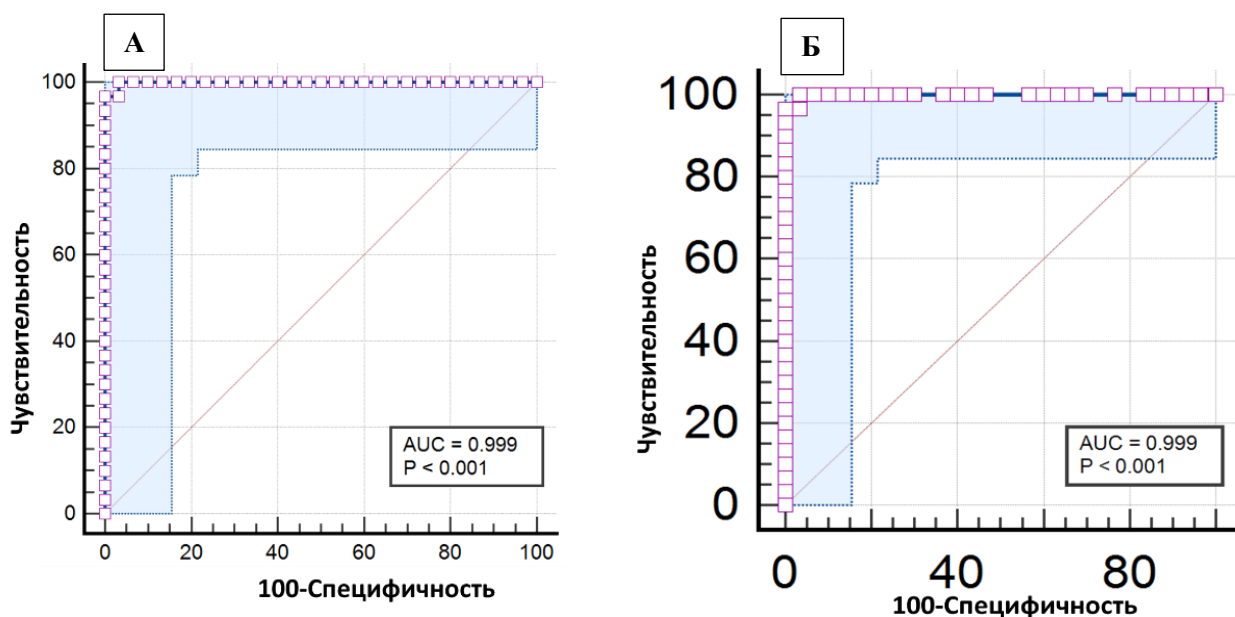 А
100
80
60
40
20
0
Чувствительность
AUC = 0.999
P < 0.001
0 20 40 60 80 100
100-Специфичность
Б
100
80
60
40
20
0
Чувствительность
AUC = 0.999
P < 0.001
0 40 80
100-Специфичность